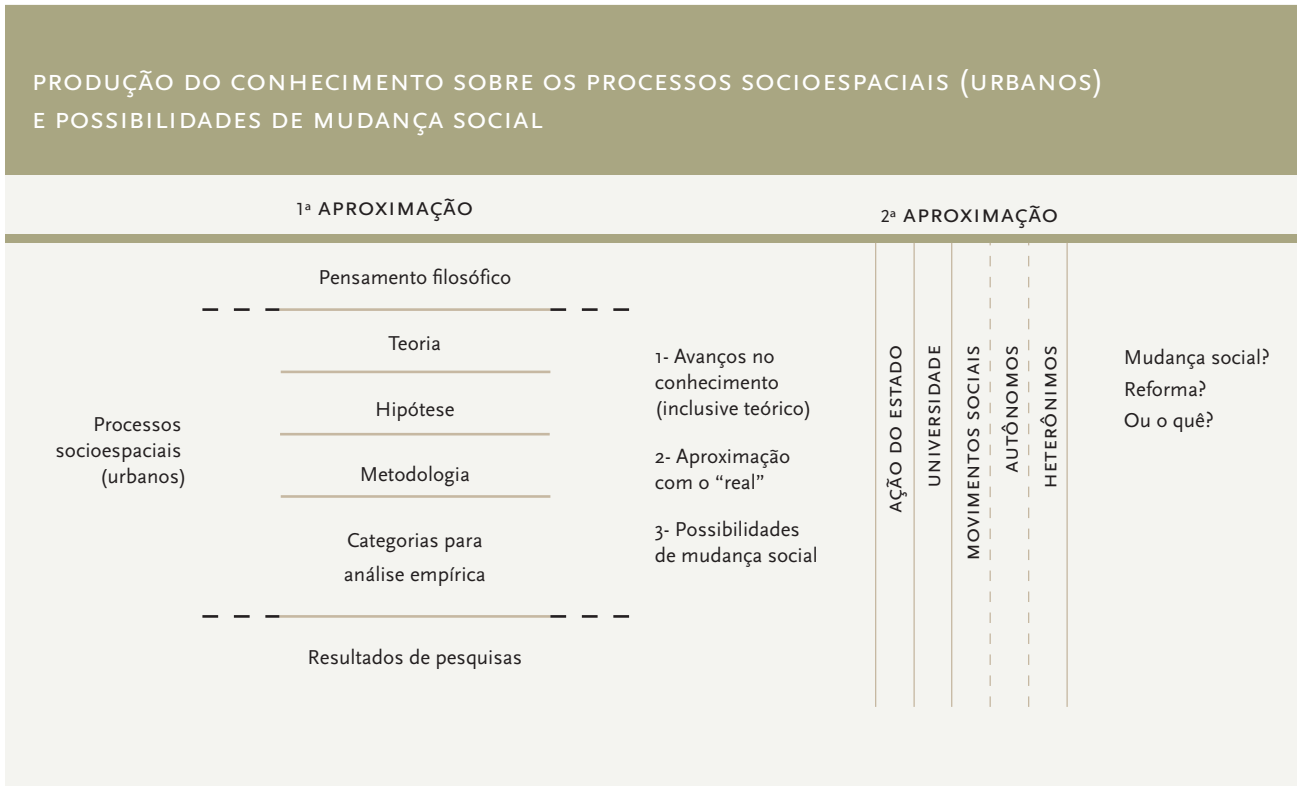 PRODUÇÃO DO CONHECIMENTO SOBRE OS PROCESSOS SOCIOESPACIAIS (URBANOS)
E POSSIBILIDADES DE MUDANÇA SOCIAL
1ª APROXIMAÇÃO
2ª APROXIMAÇÃO
Processos
socioespaciais
(urbanos)
Pensamento filosófico
Teoria
Hipótese
Metodologia
Categorias para
análise empírica
Resultados de pesquisas
1- Avanços no
conhecimento
(inclusive teórico)
2- Aproximação
com o “real”
3- Possibilidades
de mudança social
AÇÃO DO ESTADO
UNIVERSIDADE
MOVIMENTOS SOCIAIS
AUTÔNOMOS
HETERÔNIMOS
Mudança social?
Reforma?
Ou o quê?